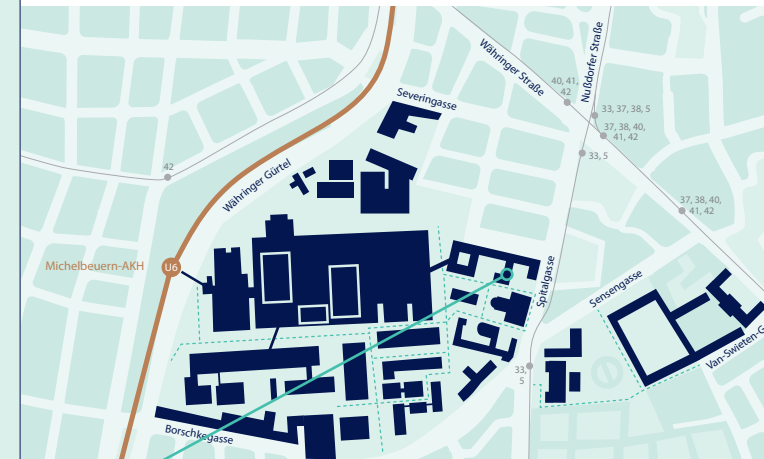 Währinger Straße
Nußdorfer Straße
40, 41,
42
Severingasse
33, 37, 38, 5
37, 38, 40,
41, 42
33, 5
42
Währinger Gürtel
37, 38, 40,
41, 42
Michelbeuern-AKH
U6
Spitalgasse
Sensengasse
Van-Swieten-G
33,
5
Borschkegasse